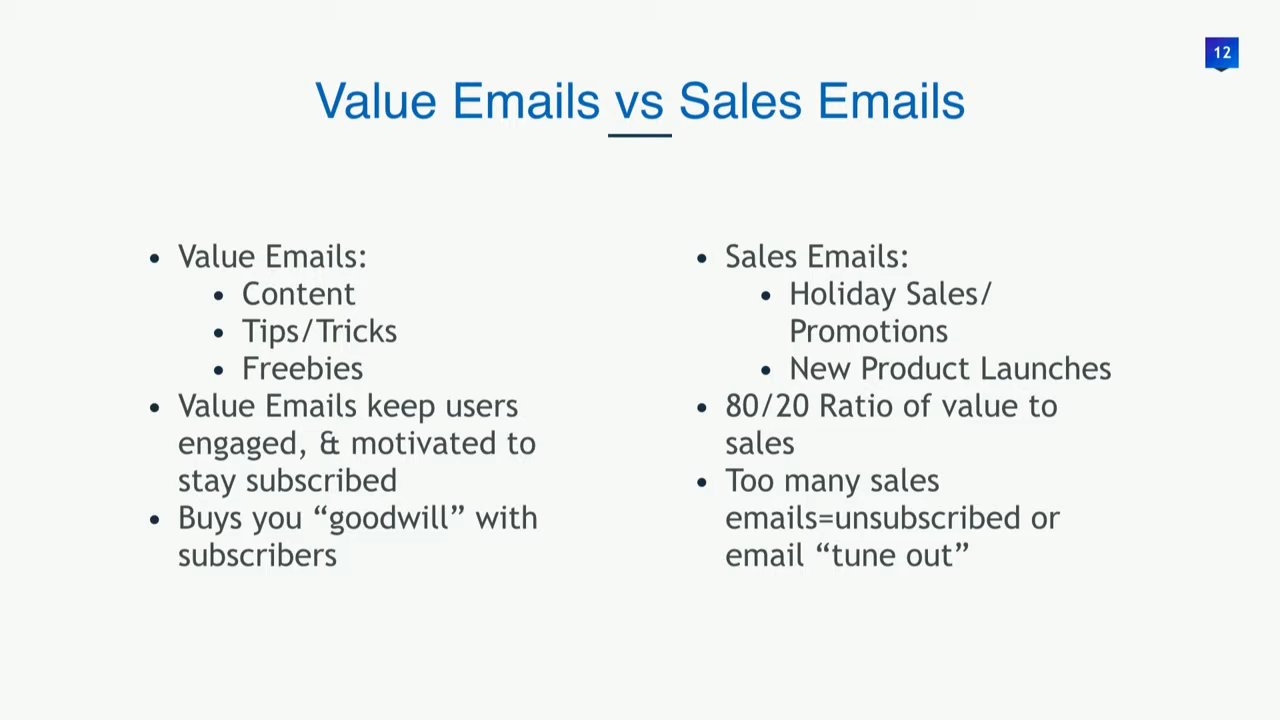 12
Value Emails vs Sales Emails
• Value Emails:
• Content
• Tips/Tricks
• Freebies
• Value Emails keep users
engaged, & motivated to
stay subscribed
• Buys you “goodwill” with
subscribers
• Sales Emails:
• Holiday Sales/
Promotions
• New Product Launches
• 80/20 Ratio of value to
sales
• Too many sales
emails=unsubscribed or
email “tune out”